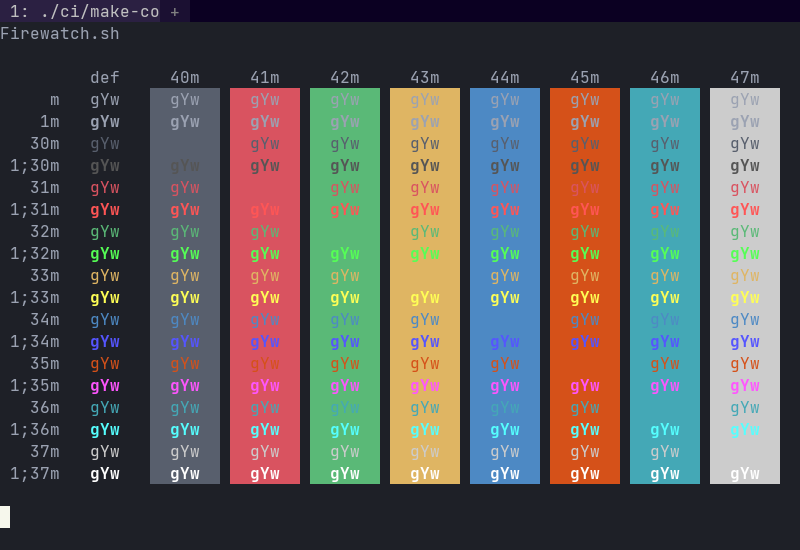 1: ./ci/make-co +
Firewatch.sh
def 40m 41m 42m 43m 44m 45m 46m 47m
m gYw gYw gYw gYw gYw gYw gYw gYw gYw
1m gYw gYw gYw gYw gYw gYw gYw gYw gYw
30m gYw gYw gYw gYw gYw gYw gYw gYw
1;30m gYw gYw gYw gYw gYw gYw gYw gYw gYw
31m gYw gYw gYw gYw gYw gYw gYw gYw
1;31m gYw gYw gYw gYw gYw gYw gYw gYw gYw
32m gYw gYw gYw gYw gYw gYw gYw gYw
1;32m gYw gYw gYw gYw gYw gYw gYw gYw gYw
33m gYw gYw gYw gYw gYw gYw gYw gYw
1;33m gYw gYw gYw gYw gYw gYw gYw gYw gYw
34m gYw gYw gYw gYw gYw gYw gYw gYw
1;34m gYw gYw gYw gYw gYw gYw gYw gYw gYw
35m gYw gYw gYw gYw gYw gYw gYw gYw
1;35m gYw gYw gYw gYw gYw gYw gYw gYw gYw
36m gYw gYw gYw gYw gYw gYw gYw gYw
1;36m gYw gYw gYw gYw gYw gYw gYw gYw gYw
37m gYw gYw gYw gYw gYw gYw gYw gYw
1;37m gYw gYw gYw gYw gYw gYw gYw gYw gYw